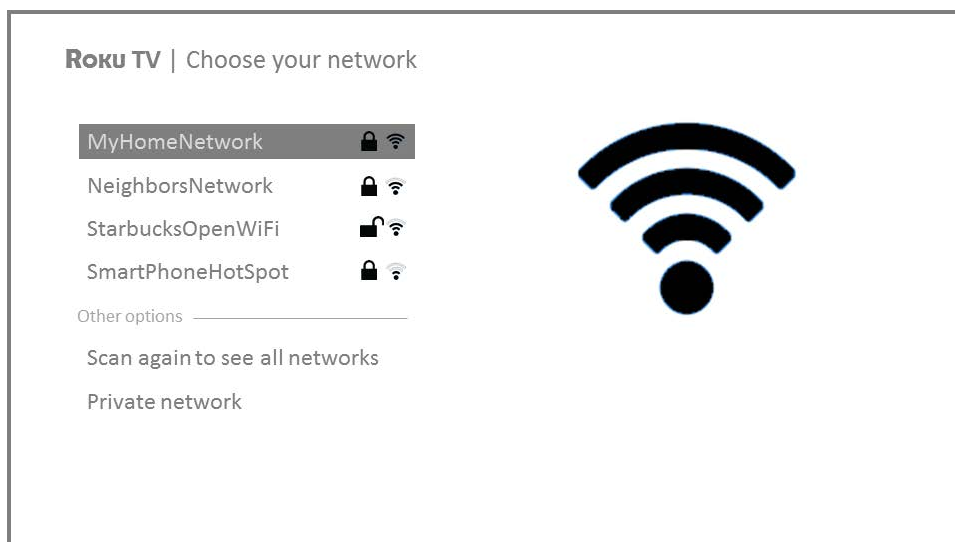 ROKU TV | Choose your network
MyHomeNetwork
NeighborsNetwork
StarbucksOpenWiFi
SmartPhoneHotSpot
Other options
Scan again to see all networks
Private network